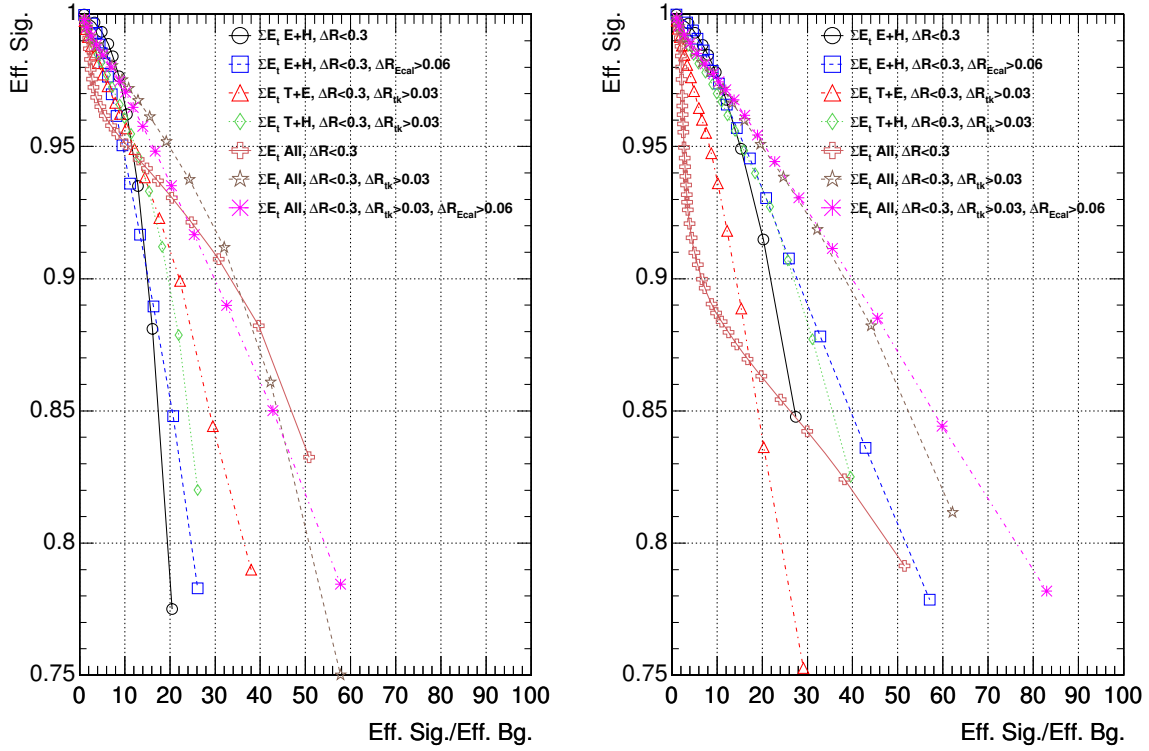 Eff. Sig.
1
0.95
0.9
0.85
0.8
0.75
0 10 20 30 40 50 60 70 80 90 100
Eff. Sig./Eff. Bg.
ΣEt E+H, ΔR<0.3
ΣEt E+H, ΔR<0.3, ΔREcal>0.06
ΣEt T+E, ΔR<0.3, ΔRtk>0.03
ΣEt T+H, ΔR<0.3, ΔRtk>0.03
ΣEt All, ΔR<0.3
ΣEt All, ΔR<0.3, ΔRtk>0.03
ΣEt All, ΔR<0.3, ΔRtk>0.03, ΔREcal>0.06
Eff. Sig.
1
0.95
0.9
0.85
0.8
0.75
0 10 20 30 40 50 60 70 80 90 100
Eff. Sig./Eff. Bg.
ΣEt E+H, ΔR<0.3
ΣEt E+H, ΔR<0.3, ΔREcal>0.06
ΣEt T+E, ΔR<0.3, ΔRtk>0.03
ΣEt T+H, ΔR<0.3, ΔRtk>0.03
ΣEt All, ΔR<0.3
ΣEt All, ΔR<0.3, ΔRtk>0.03
ΣEt All, ΔR<0.3, ΔRtk>0.03, ΔREcal>0.06